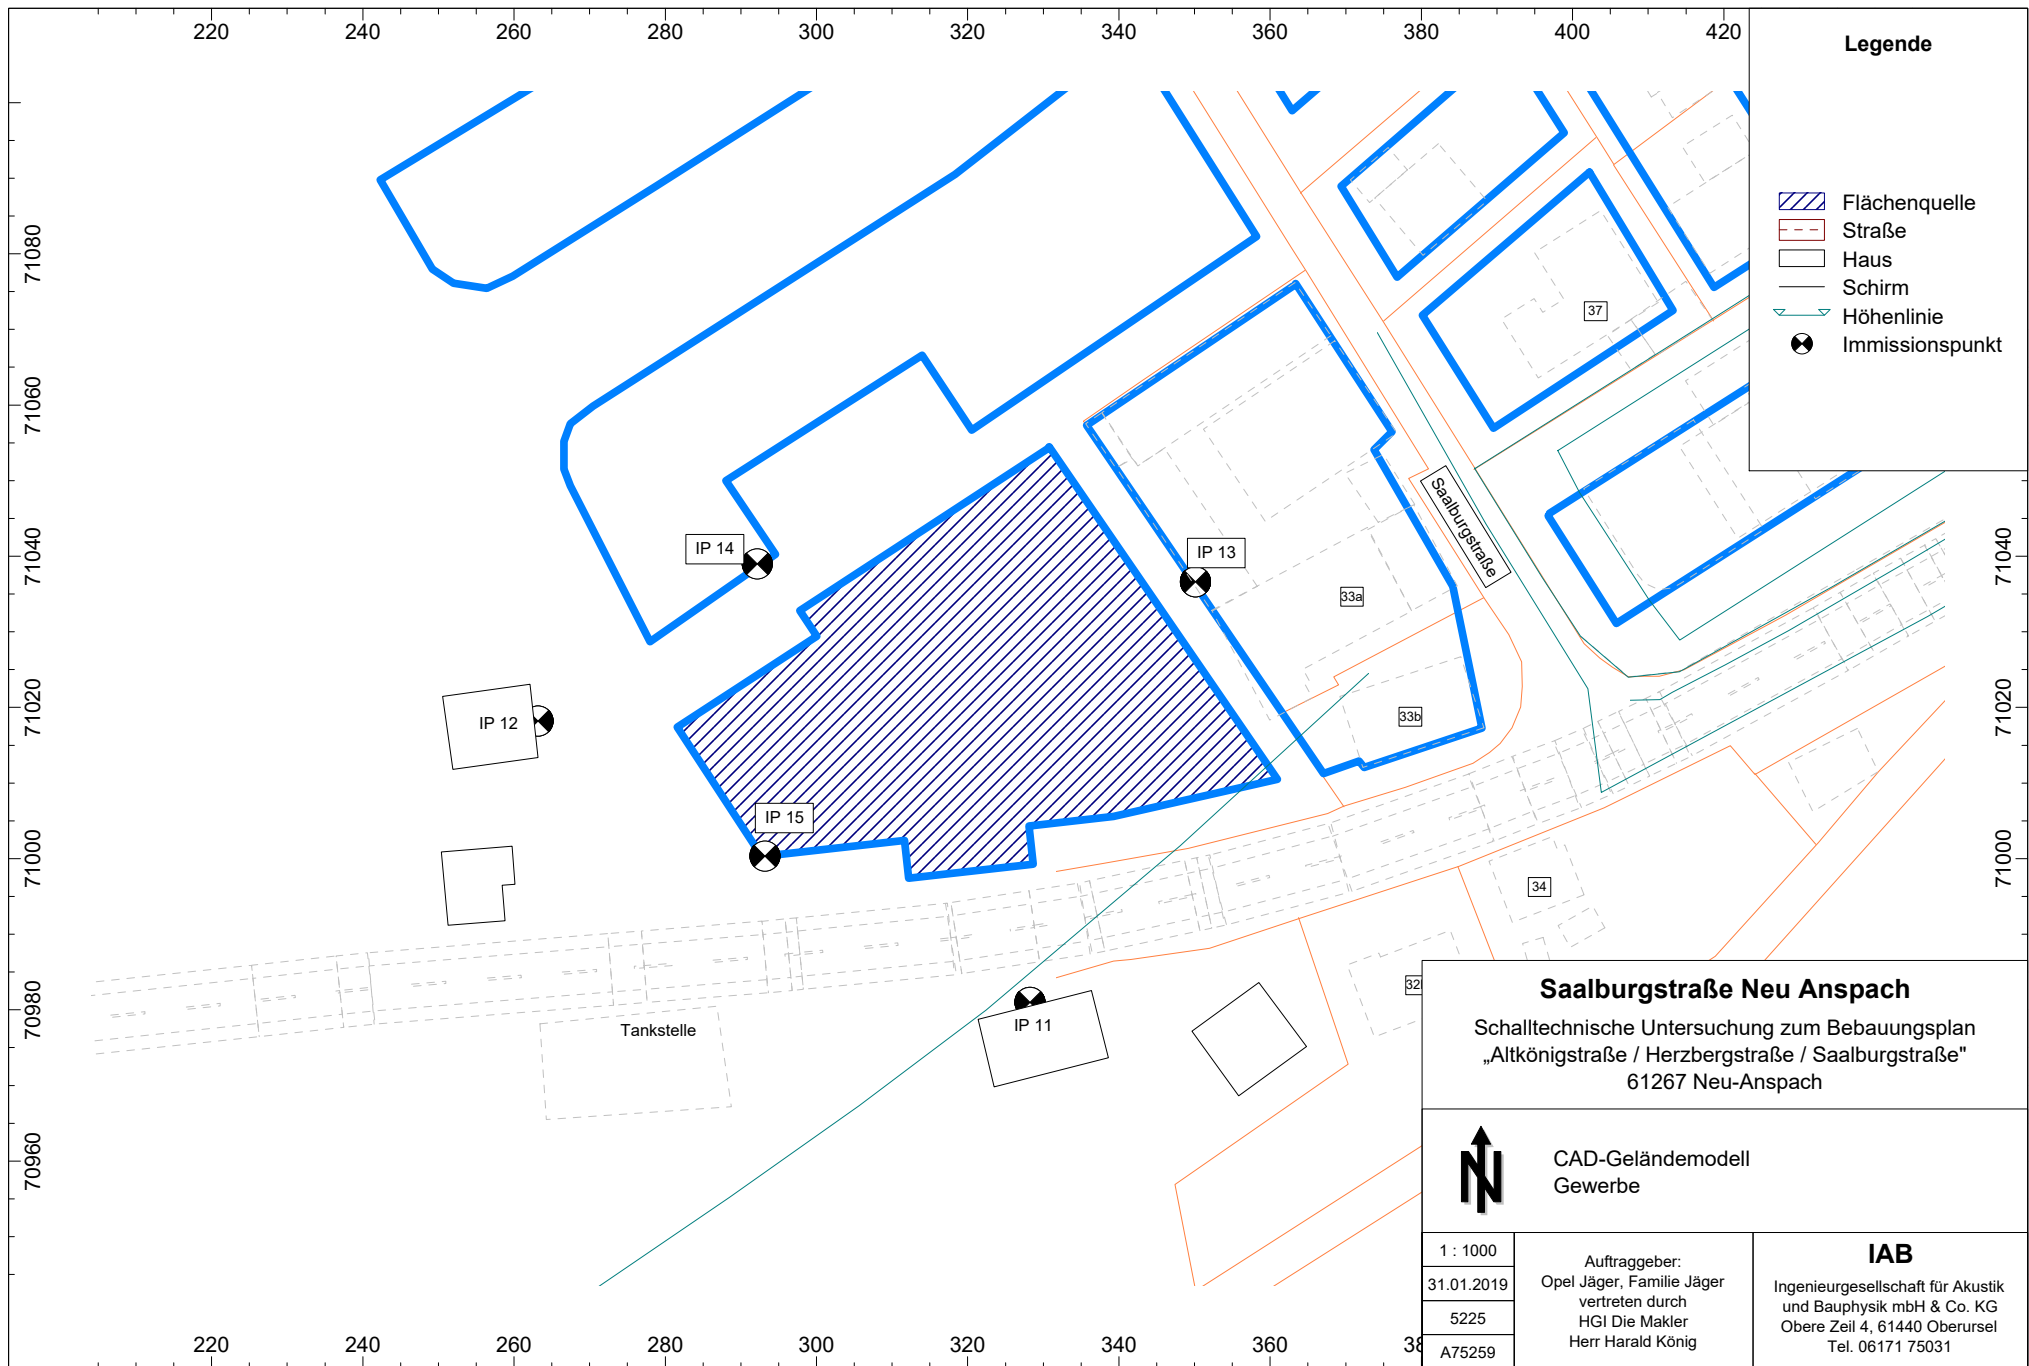 220 240 260 280 300 320 340 360 380 400 420
Legende
Flächenquelle
Straße
Haus
Schirm
Höhenlinie
Immissionspunkt
71080
71060
71040
71020
71000
70980
70960
71040
71020
71000
37
IP 14
IP 13
Saalburgstraße
33a
33b
IP 12
IP 15
34
32
Tankstelle
IP 11
Saalburgstraße Neu Anspach
Schalltechnische Untersuchung zum Bebauungsplan
„Altkönigstraße / Herzbergstraße / Saalburgstraße"
61267 Neu-Anspach
N
CAD-Geländemodell
Gewerbe
1 : 1000
31.01.2019
5225
A75259
Auftraggeber:
Opel Jäger, Familie Jäger
vertreten durch
HGI Die Makler
Herr Harald König
IAB
Ingenieurgesellschaft für Akustik
und Bauphysik mbH & Co. KG
Obere Zeil 4, 61440 Oberursel
Tel. 06171 75031
220 240 260 280 300 320 340 360